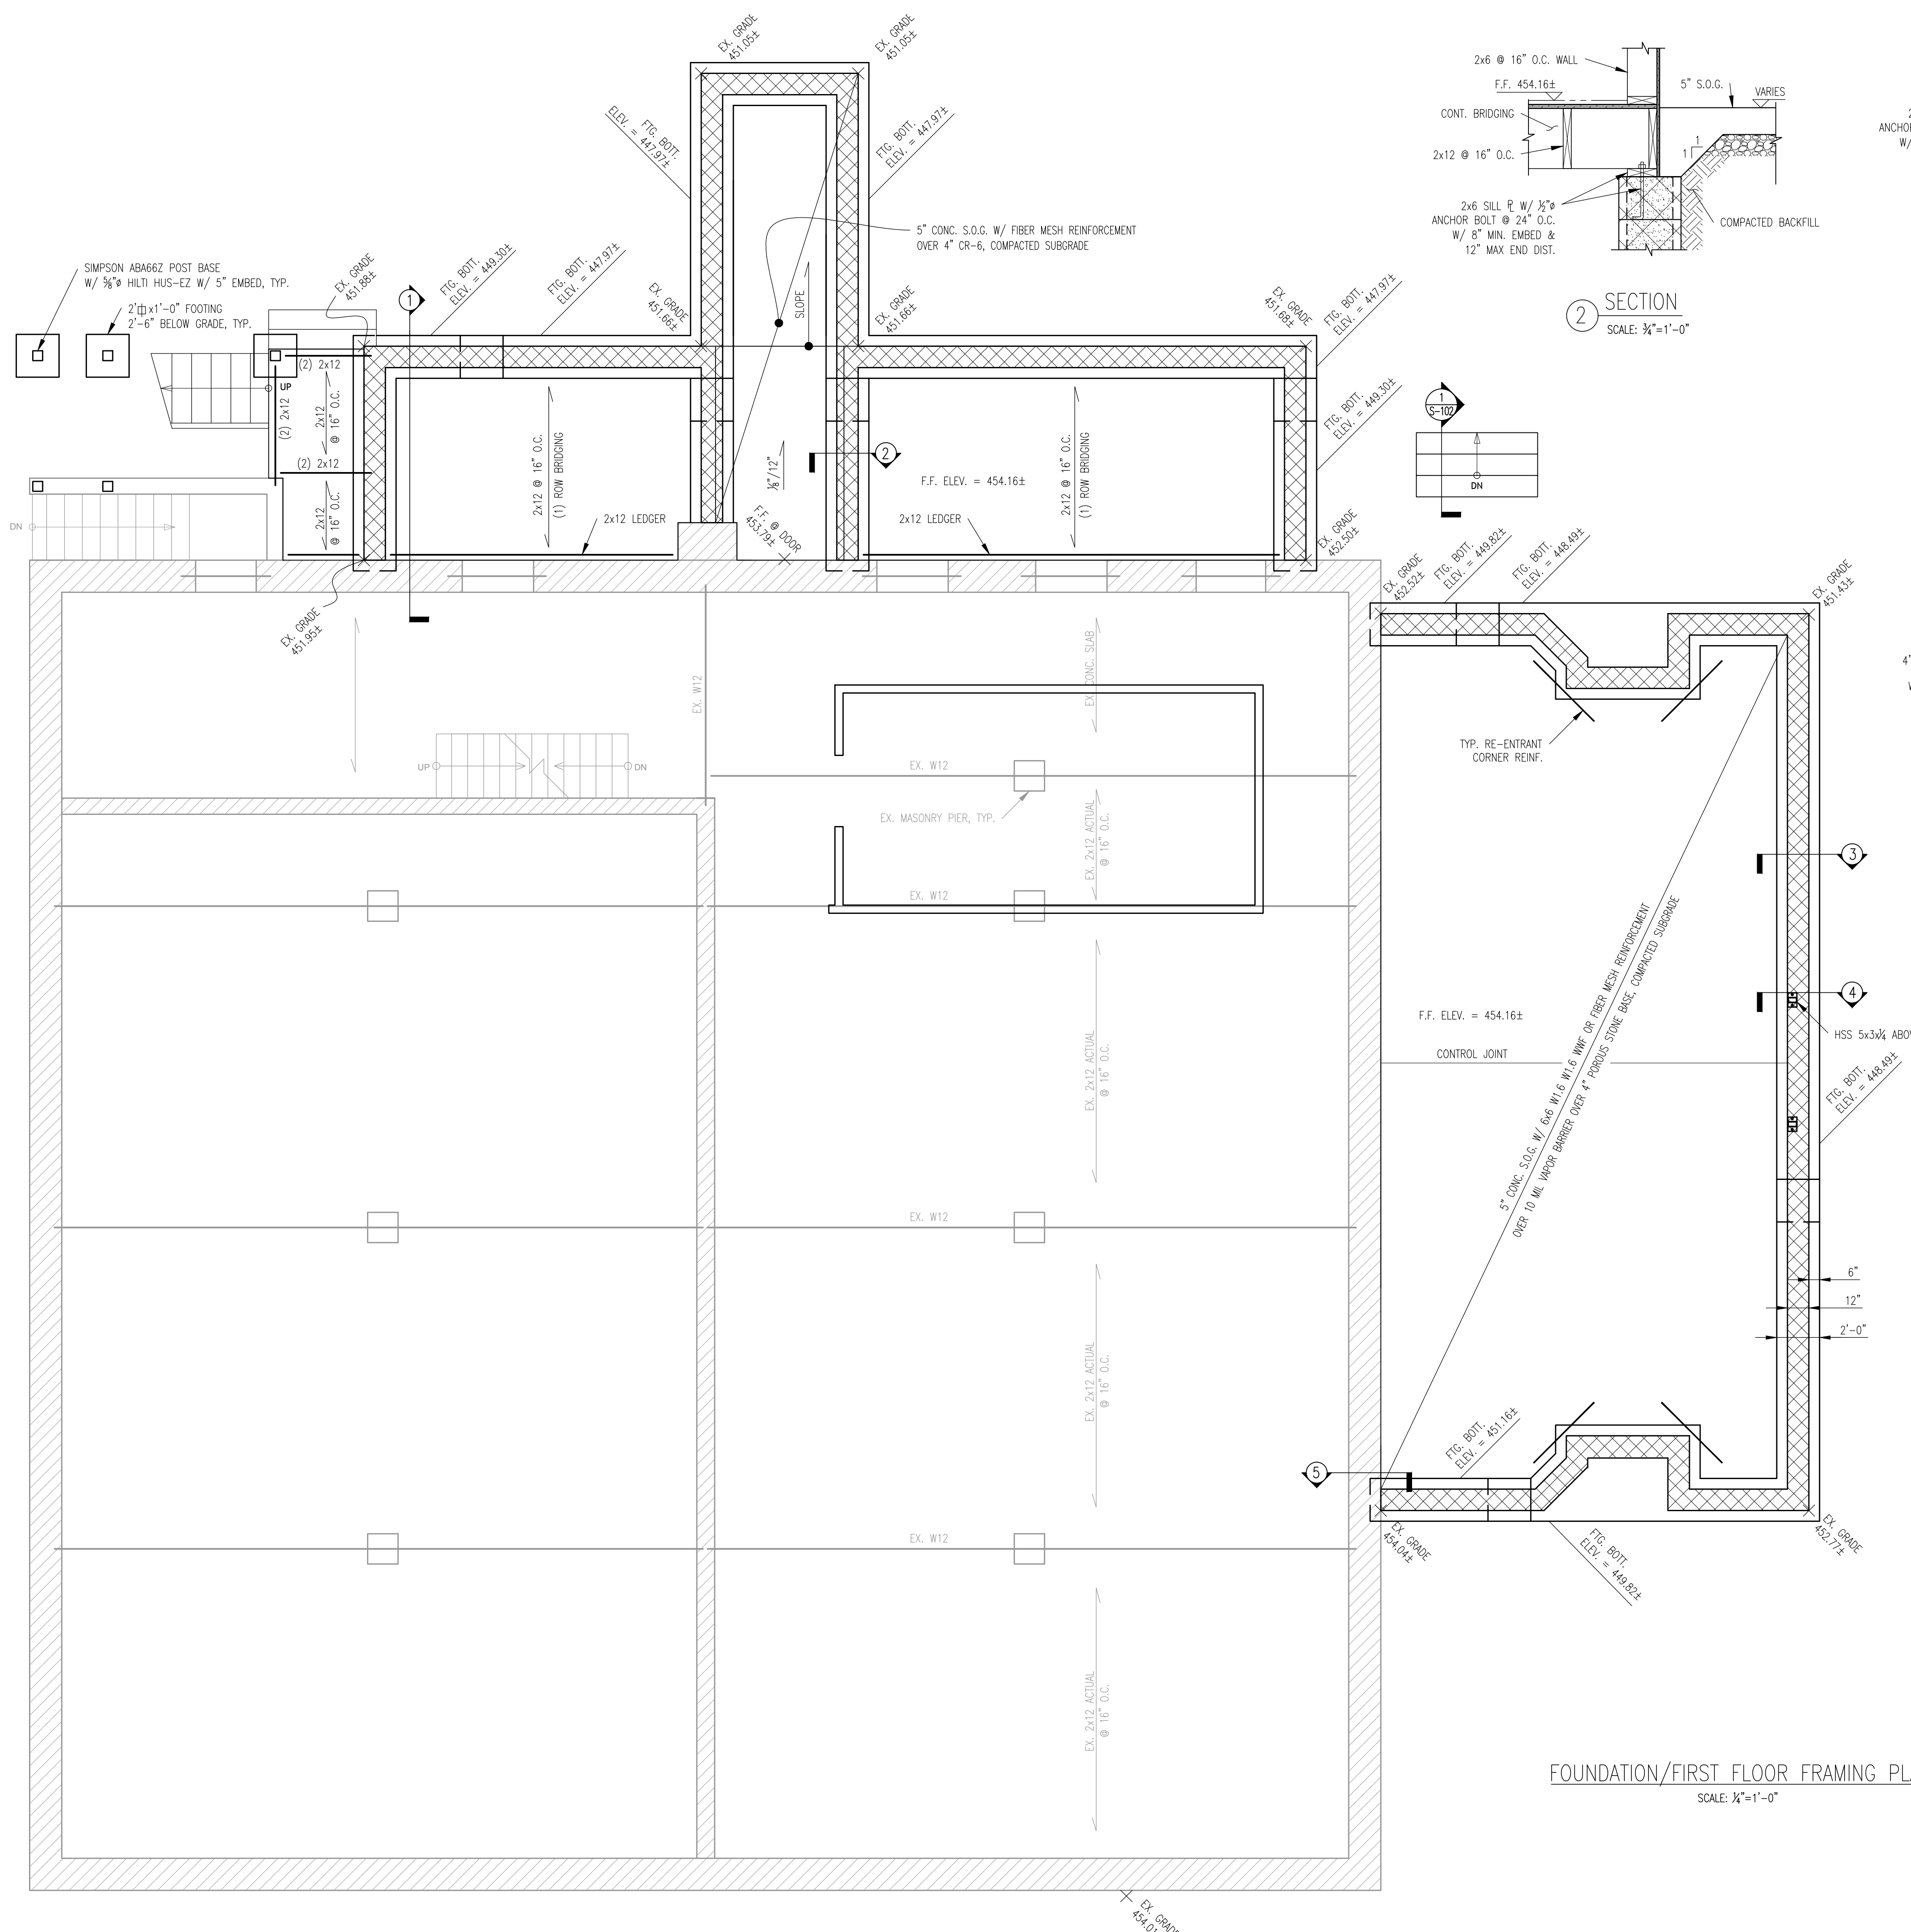 EX. GRADE
451.05±
EX. GRADE
451.05±
FTG. BOTT.
ELEV. = 447.97±
FTG. BOTT.
ELEV. = 447.97±
5" CONC. S.O.G. W/ FIBER MESH REINFORCEMENT
OVER 4" CR-6, COMPACTED SUBGRADE
SIMPSON ABA66Z POST BASE
W/ ⅝"ø HILTI HUS-EZ W/ 5" EMBED, TYP.
2'⌷x1'-0" FOOTING
2'-6" BELOW GRADE, TYP.
EX. GRADE
451.88±
1
FTG. BOTT.
ELEV. = 449.30±
FTG. BOTT.
ELEV. = 447.97±
EX. GRADE
451.66±
SLOPE
EX. GRADE
451.66±
EX. GRADE
451.68±
FTG. BOTT.
ELEV. = 447.97±
FTG. BOTT.
ELEV. = 449.30±
(2) 2x12
UP
(2) 2x12
2x12
@ 16" O.C.
(2) 2x12
2x12
@ 16" O.C.
DN
2x12 @ 16" O.C.
(1) ROW BRIDGING
2x12 LEDGER
⅛"/12"
2
F.F. @ DOOR
453.79±
F.F. ELEV. = 454.16±
2x12 LEDGER
2x12 @ 16" O.C.
(1) ROW BRIDGING
EX. GRADE
452.50±
EX. GRADE
451.95±
2x6 @ 16" O.C. WALL
F.F. 454.16±
CONT. BRIDGING
2x12 @ 16" O.C.
2x6 SILL ℄ W/ ½"ø
ANCHOR BOLT @ 24" O.C.
W/ 8" MIN. EMBED &
12" MAX END DIST.
5" S.O.G.
VARIES
1
1
COMPACTED BACKFILL
2
SECTION
SCALE: ¾"=1'-0"
2
ANCHOR
W/
1
S-102
DN
EX. GRADE
452.52±
FTG. BOTT.
ELEV. = 449.82±
FTG. BOTT.
ELEV. = 448.49±
EX. GRADE
451.43±
4'
W
TYP. RE-ENTRANT
CORNER REINF.
EX. W12
EX. CONC. SLAB
UP
DN
EX. W12
EX. MASONRY PIER, TYP.
EX. 2x12 ACTUAL
@ 16" O.C.
EX. W12
EX. 2x12 ACTUAL
@ 16" O.C.
EX. W12
EX. 2x12 ACTUAL
@ 16" O.C.
EX. W12
EX. 2x12 ACTUAL
@ 16" O.C.
3
4
F.F. ELEV. = 454.16±
CONTROL JOINT
5" CONC. S.O.G. W/ 6x6 W1.6 W1.6 WWF OR FIBER MESH REINFORCEMENT
OVER 10 MIL VAPOR BARRIER OVER 4" POROUS STONE BASE, COMPACTED SUBGRADE
HSS 5x3x¼ ABOV
FTG. BOTT.
ELEV. = 448.49±
6"
12"
2'-0"
5
FTG. BOTT.
ELEV. = 451.16±
EX. GRADE
454.04±
FTG. BOTT.
ELEV. = 449.82±
EX. GRADE
452.77±
FOUNDATION/FIRST FLOOR FRAMING PLA
SCALE: ¼"=1'-0"
EX. GRADE